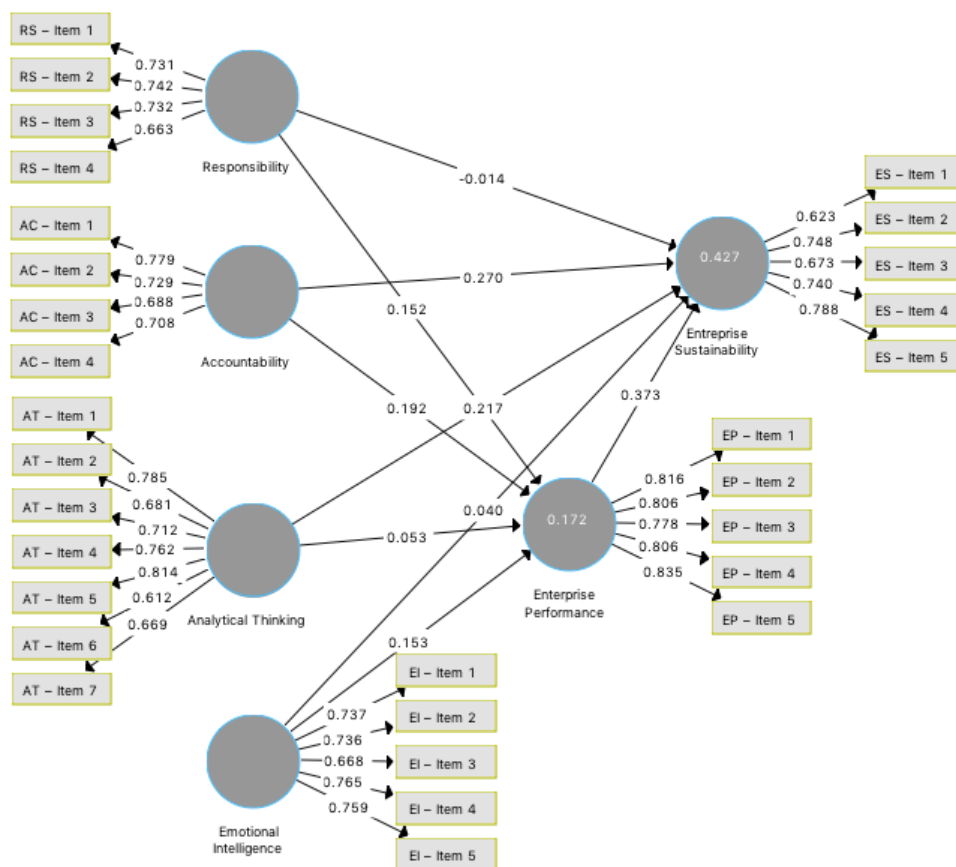 RS – Item 1
RS – Item 2
RS – Item 3
RS – Item 4
0.731
0.742
0.732
0.663
Responsibility
AC – Item 1
AC – Item 2
AC – Item 3
AC – Item 4
0.779
0.729
0.688
0.708
Accountability
AT – Item 1
AT – Item 2
AT – Item 3
AT – Item 4
AT – Item 5
AT – Item 6
AT – Item 7
0.785
0.681
0.712
0.762
0.814
0.612
0.669
Analytical Thinking
Emotional
Intelligence
0.737
0.736
0.668
0.765
0.759
EI – Item 1
EI – Item 2
EI – Item 3
EI – Item 4
EI – Item 5
-0.014
0.270
0.152
0.192
0.217
0.040
0.053
0.153
0.373
0.427
Entreprise
Sustainability
0.623
0.748
0.673
0.740
0.788
ES – Item 1
ES – Item 2
ES – Item 3
ES – Item 4
ES – Item 5
0.172
Enterprise
Performance
0.816
0.806
0.778
0.806
0.835
EP – Item 1
EP – Item 2
EP – Item 3
EP – Item 4
EP – Item 5